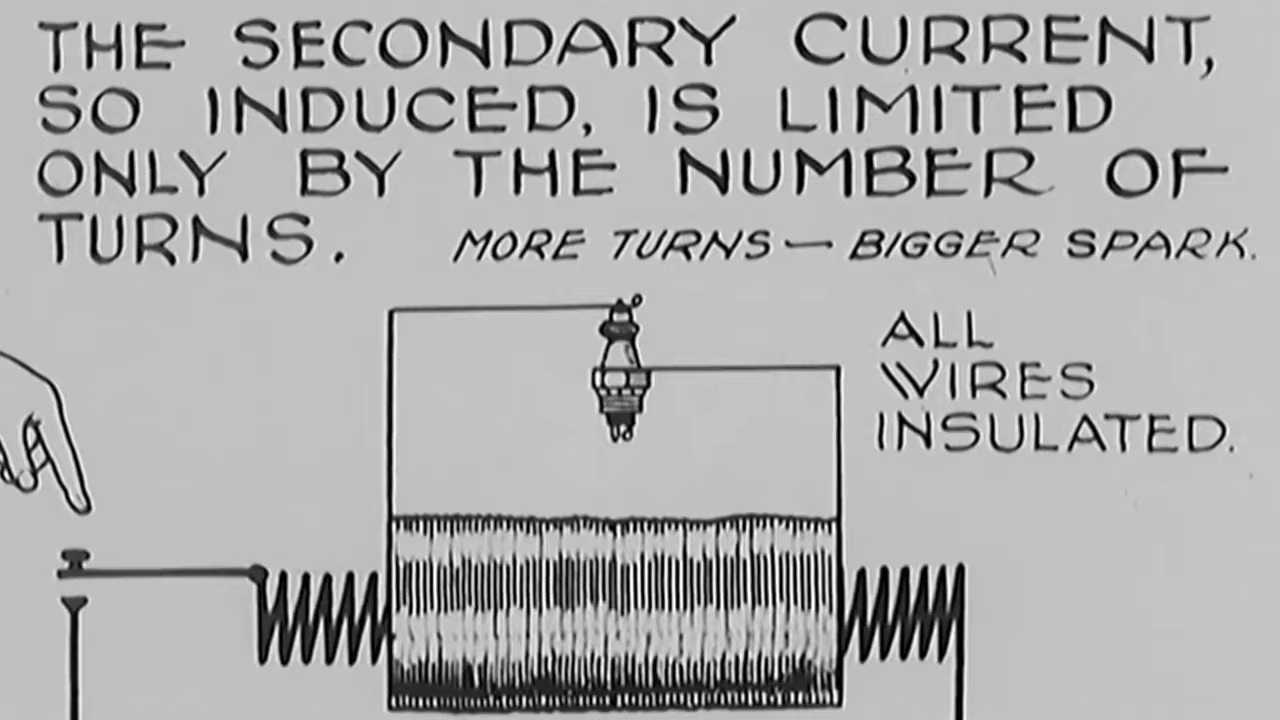 THE SECONDARY CURRENT,
SO INDUCED, IS LIMITED
ONLY BY THE NUMBER OF
TURNS. MORE TURNS — BIGGER SPARK.
ALL
WIRES
INSULATED.